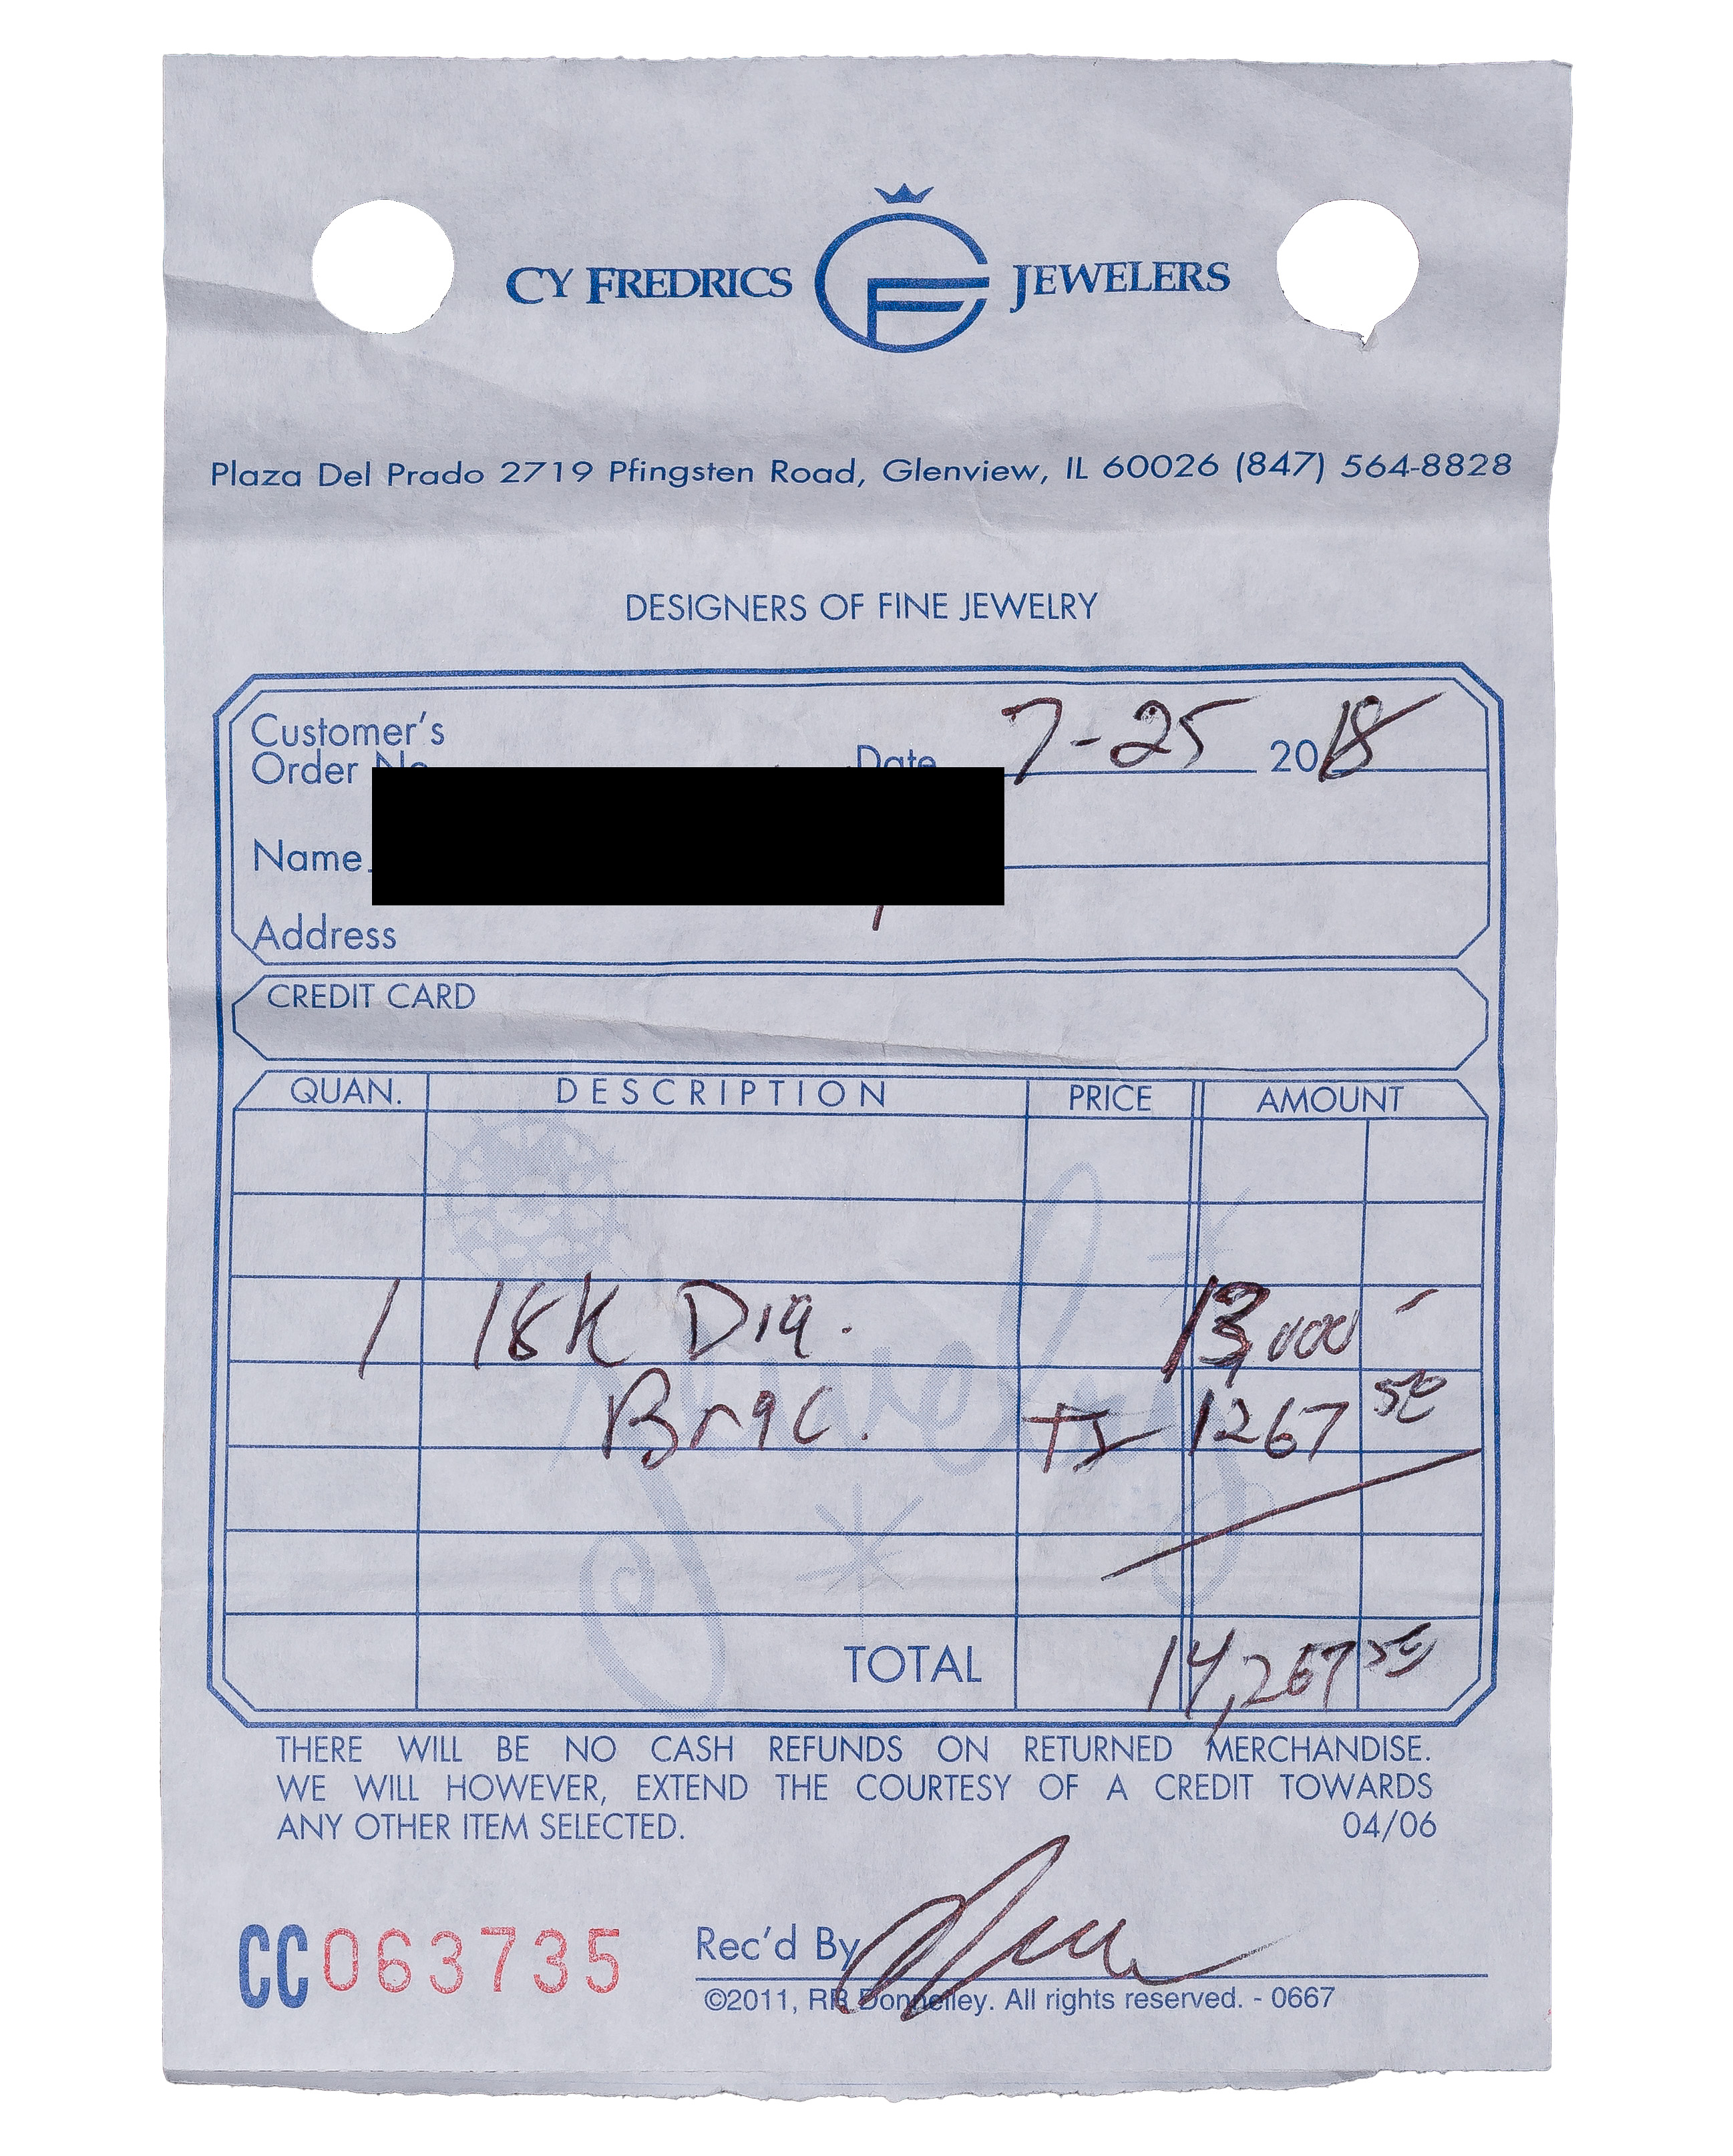 CY FREDRICS CF JEWELERS
Plaza Del Prado 2719 Pfingsten Road, Glenview, IL 60026 (847) 564-8828
DESIGNERS OF FINE JEWELRY
Customer's
Order No. Date 7-25 2018
Name
Address
CREDIT CARD
QUAN. DESCRIPTION PRICE AMOUNT
1 18K Dia. 13,000 -
Brac. TX 1267 50
TOTAL 14,267 50
THERE WILL BE NO CASH REFUNDS ON RETURNED MERCHANDISE.
WE WILL HOWEVER, EXTEND THE COURTESY OF A CREDIT TOWARDS
ANY OTHER ITEM SELECTED. 04/06
CC063735 Rec'd By
©2011, RR Donnelley. All rights reserved. - 0667
Jewelry